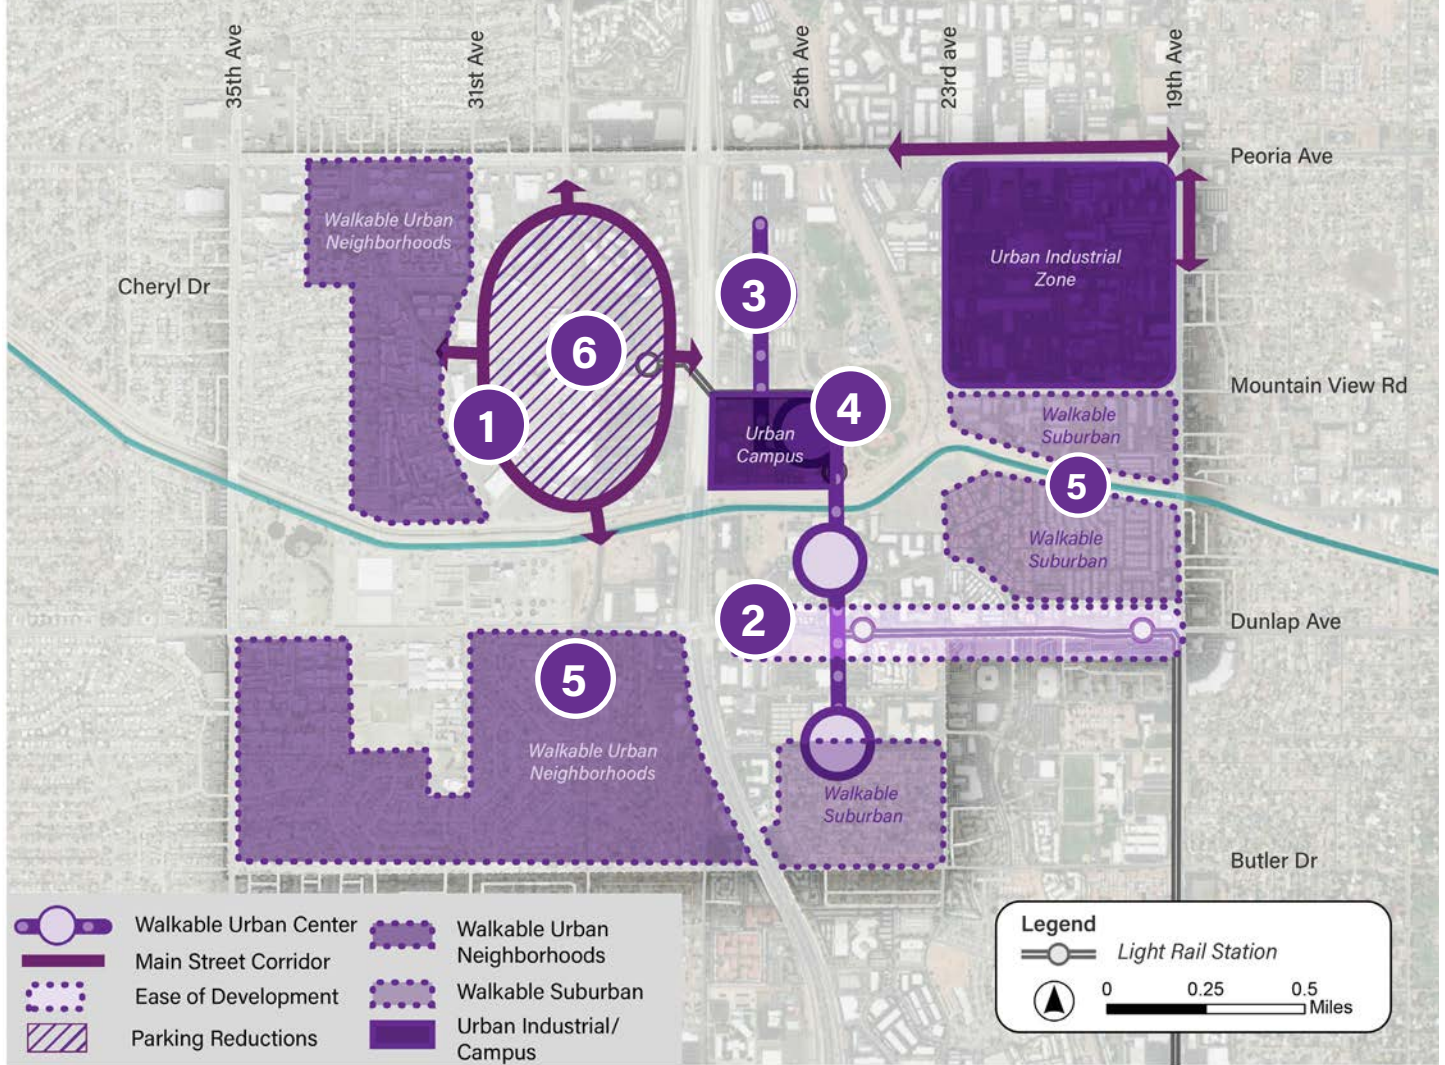 35th Ave
31st Ave
25th Ave
23rd ave
19th Ave
Peoria Ave
Walkable Urban
Neighborhoods
Urban Industrial
Zone
Cheryl Dr
3
6
Mountain View Rd
4
1
Walkable
Suburban
Urban
Campus
5
Walkable
Suburban
2
Dunlap Ave
5
Walkable Urban
Neighborhoods
Walkable
Suburban
Butler Dr
Walkable Urban Center
Main Street Corridor
Ease of Development
Parking Reductions
Walkable Urban
Neighborhoods
Walkable Suburban
Urban Industrial/
Campus
Legend
Light Rail Station
0 0.25 0.5
Miles